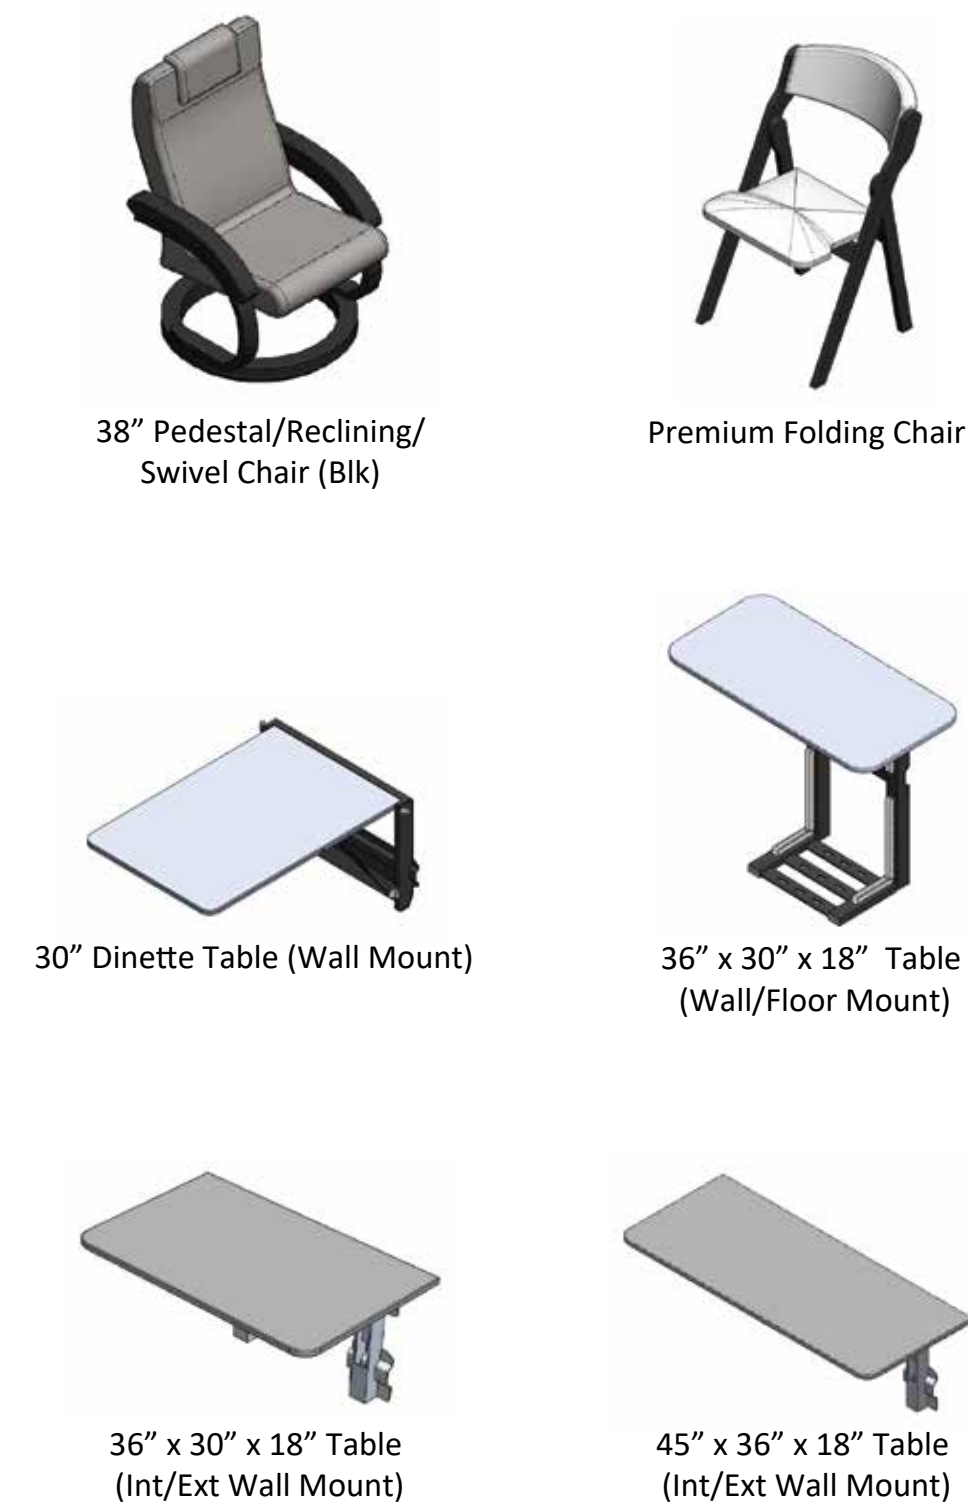 38” Pedestal/Reclining/
Swivel Chair (Blk)
Premium Folding Chair
30” Dinette Table (Wall Mount)
36” x 30” x 18”  Table
(Wall/Floor Mount)
36” x 30” x 18” Table
(Int/Ext Wall Mount)
45” x 36” x 18” Table
(Int/Ext Wall Mount)